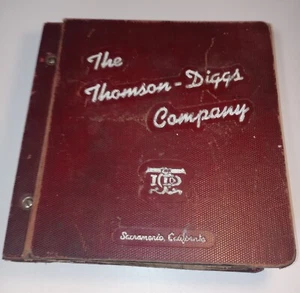 The
Thomson-Diggs
Company
Sacramento, California